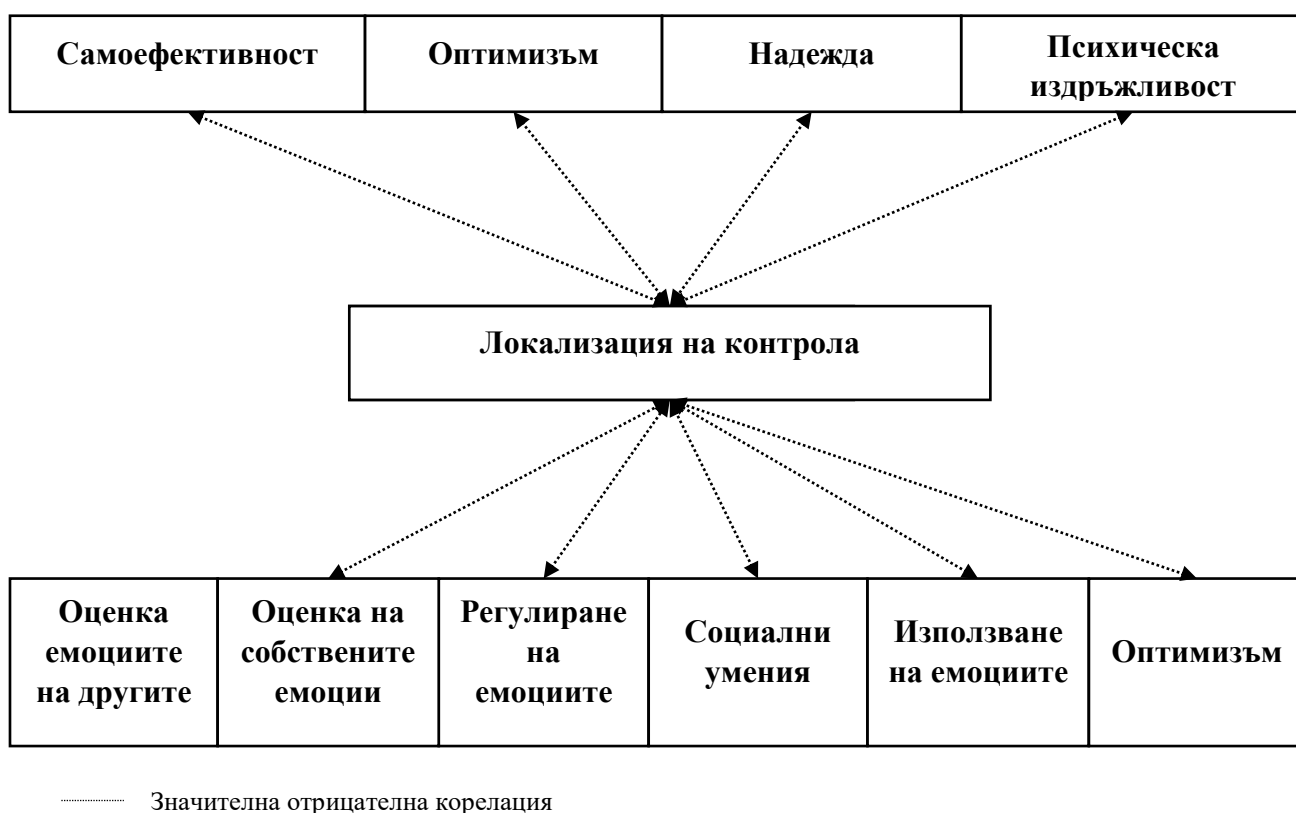 Самоефективност
Оптимизъм
Надежда
Психическа
издръжливост
Локализация на контрола
Оценка
емоциите
на другите
Оценка на
собствените
емоции
Регулиране
на
емоциите
Социални
умения
Използване
на емоциите
Оптимизъм
Значителна отрицателна корелация